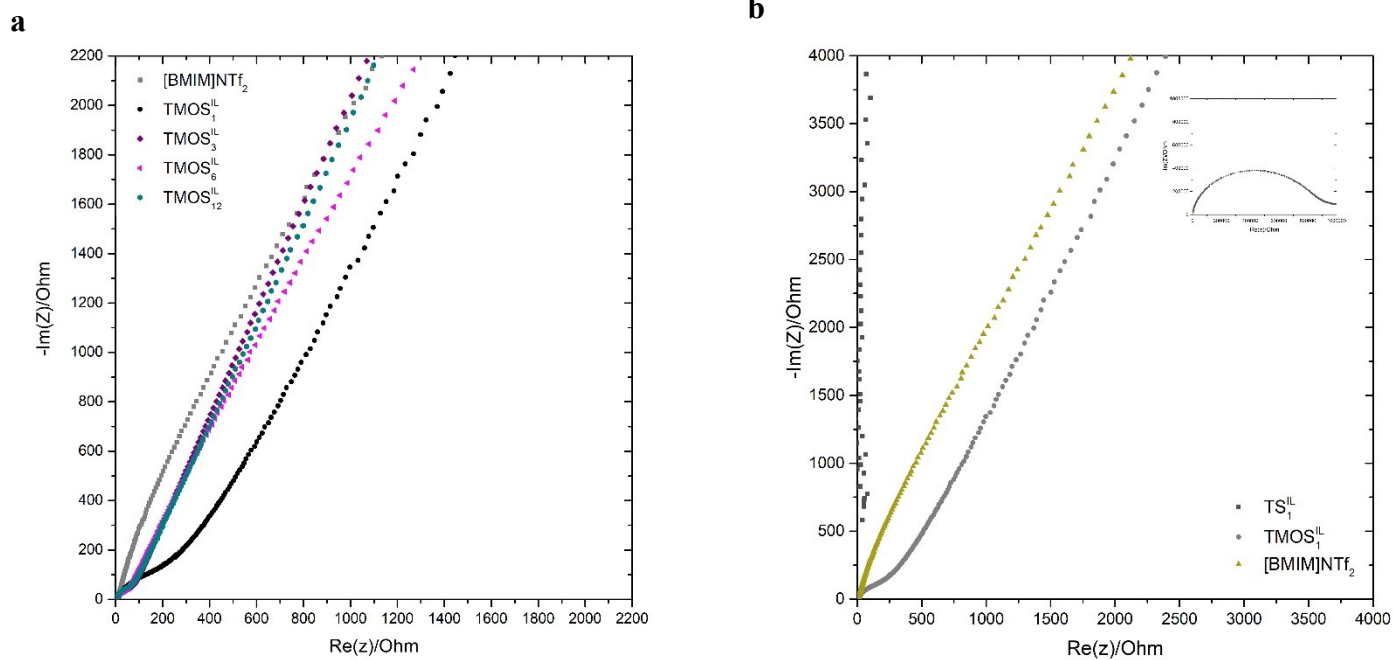 a
2200
2000
1800
1600
1400
1200
1000
800
600
400
200
0
-Im(Z)/Ohm
[BMIM]NTf₂
TMOS₁ᴵᴸ
TMOS₃ᴵᴸ
TMOS₆ᴵᴸ
TMOS₁₂ᴵᴸ
0 200 400 600 800 1000 1200 1400 1600 1800 2000 2200
Re(z)/Ohm
b
4000
3500
3000
2500
2000
1500
1000
500
0
-Im(Z)/Ohm
Re(z)/Ohm
TS₁ᴵᴸ
TMOS₁ᴵᴸ
[BMIM]NTf₂
0 500 1000 1500 2000 2500 3000 3500 4000
Re(z)/Ohm